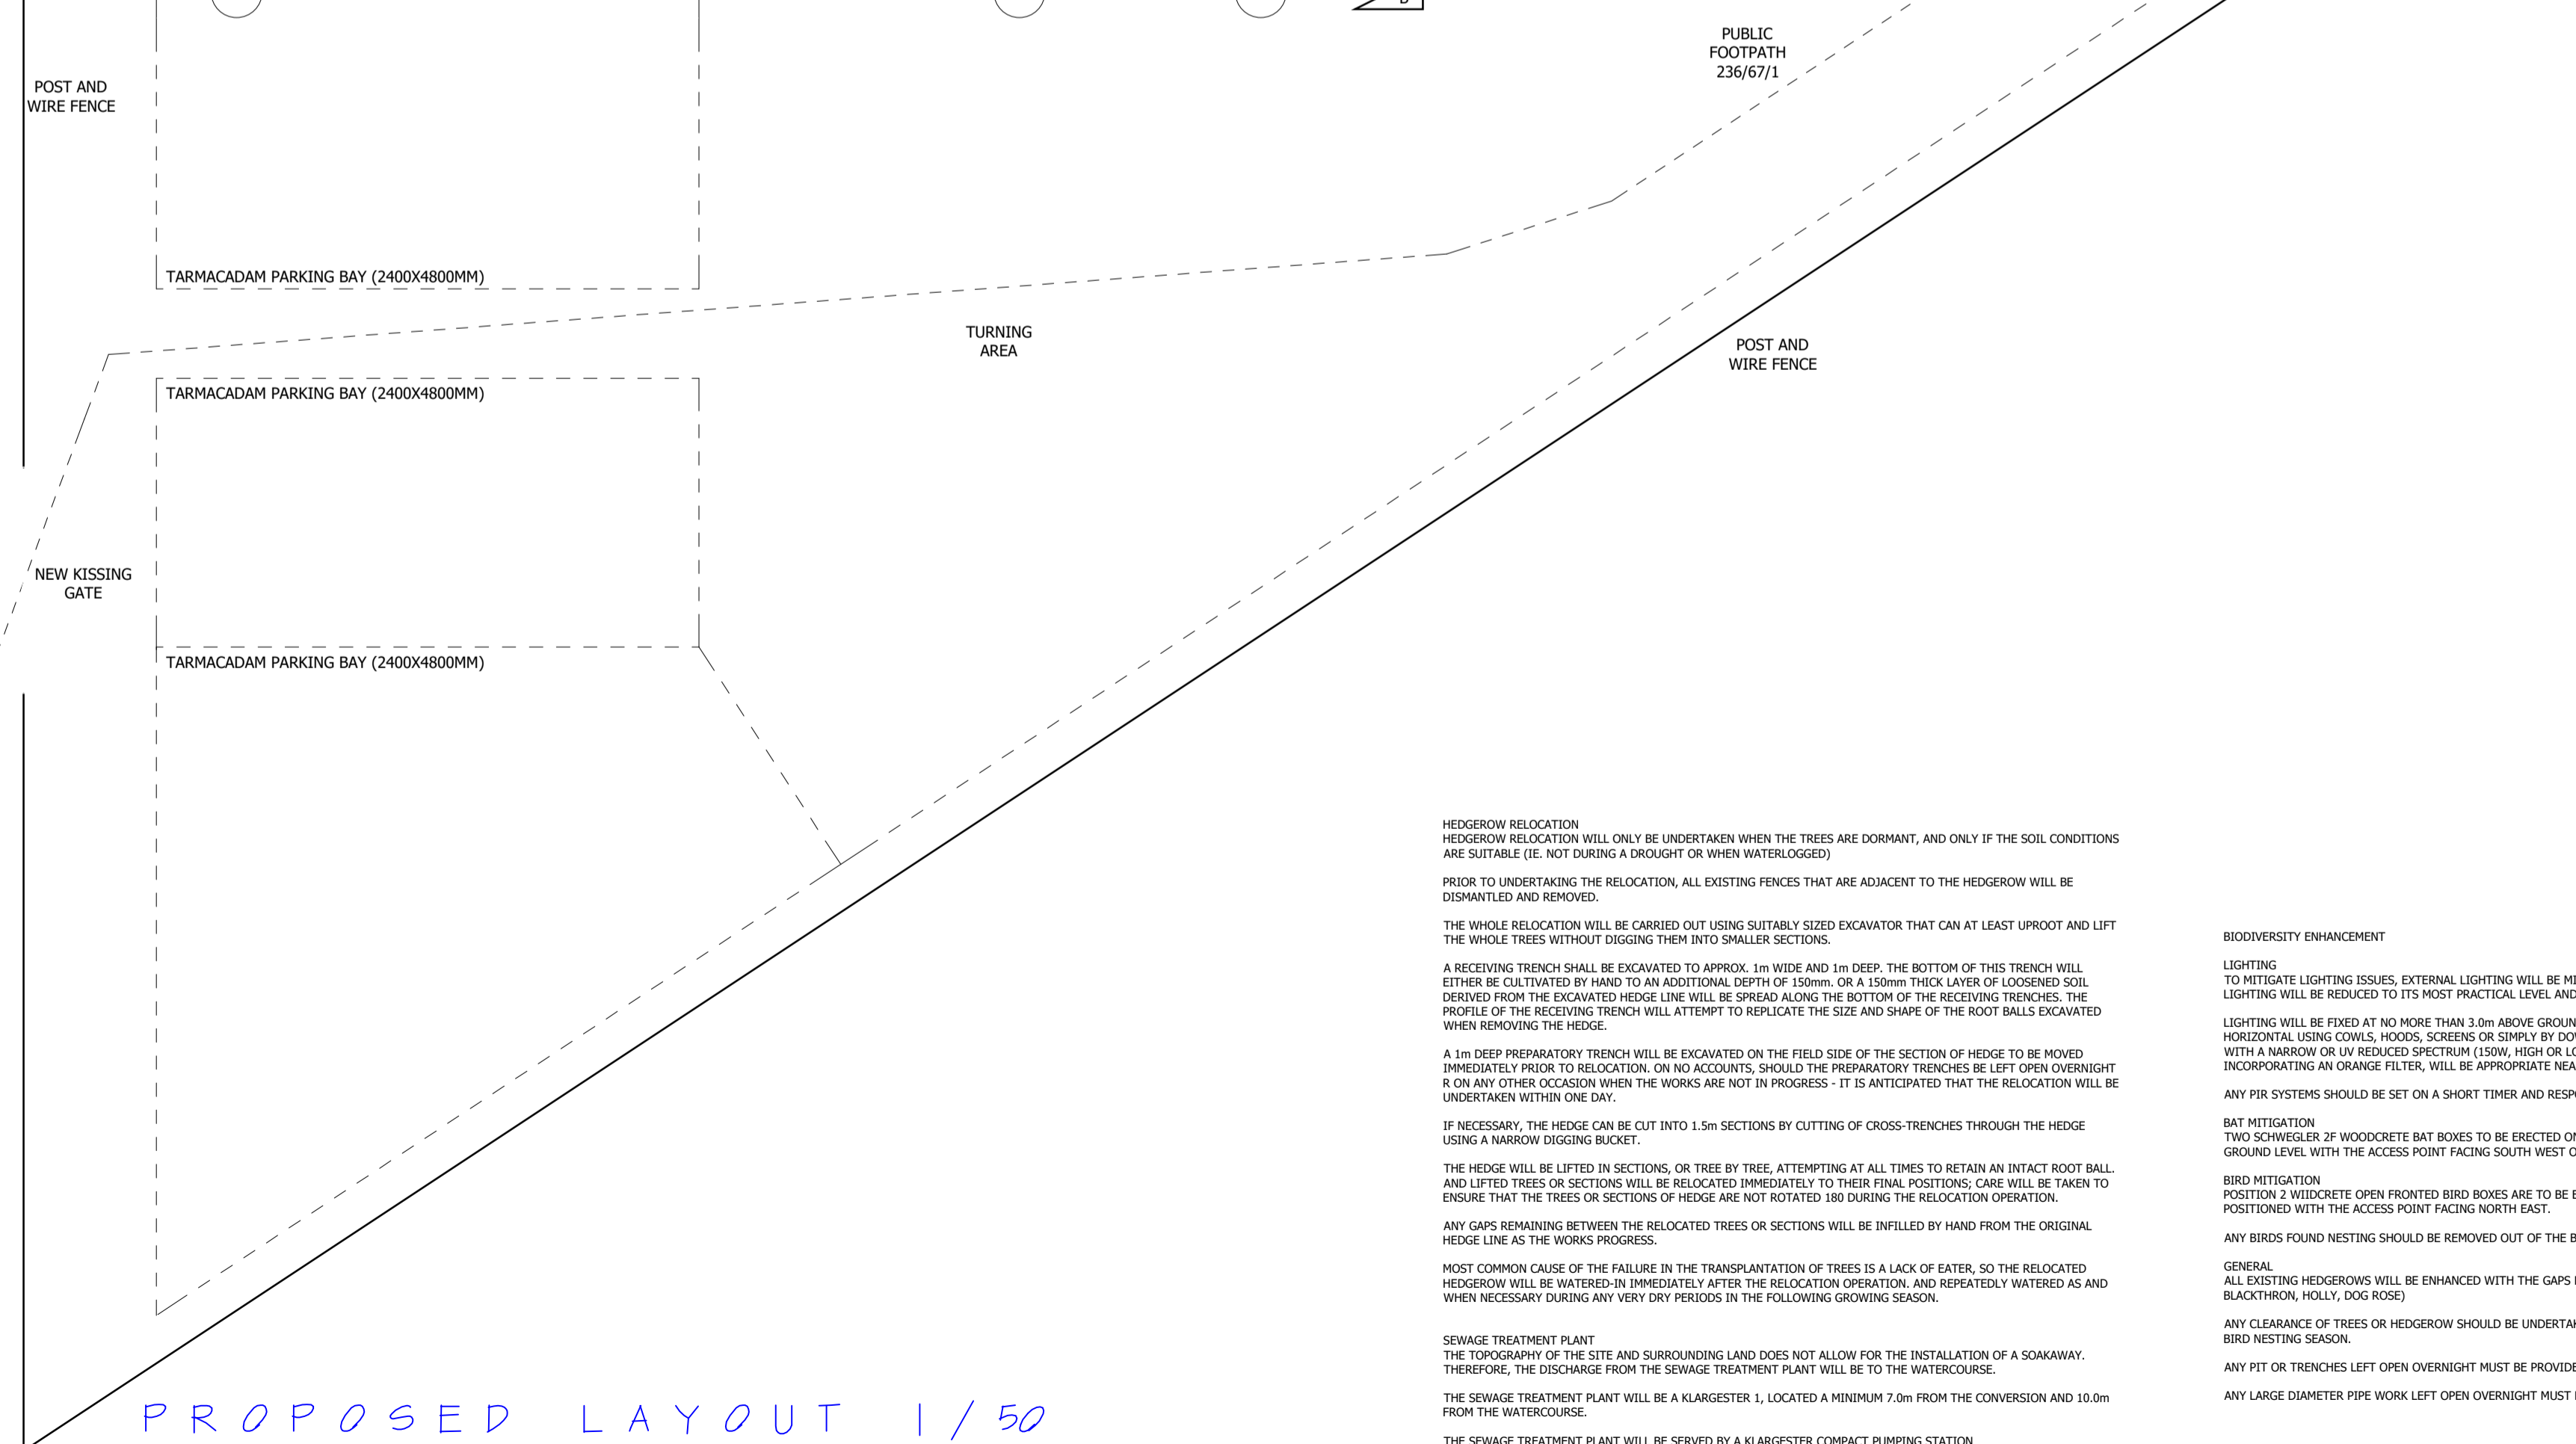 B
PUBLIC
FOOTPATH
236/67/1
POST AND
WIRE FENCE
TARMACADAM PARKING BAY (2400X4800MM)
TURNING
AREA
POST AND
WIRE FENCE
TARMACADAM PARKING BAY (2400X4800MM)
NEW KISSING
GATE
TARMACADAM PARKING BAY (2400X4800MM)
PROPOSED LAYOUT 1/50
HEDGEROW RELOCATION
HEDGEROW RELOCATION WILL ONLY BE UNDERTAKEN WHEN THE TREES ARE DORMANT, AND ONLY IF THE SOIL CONDITIONS
ARE SUITABLE (IE. NOT DURING A DROUGHT OR WHEN WATERLOGGED)
PRIOR TO UNDERTAKING THE RELOCATION, ALL EXISTING FENCES THAT ARE ADJACENT TO THE HEDGEROW WILL BE
DISMANTLED AND REMOVED.
THE WHOLE RELOCATION WILL BE CARRIED OUT USING SUITABLY SIZED EXCAVATOR THAT CAN AT LEAST UPROOT AND LIFT
THE WHOLE TREES WITHOUT DIGGING THEM INTO SMALLER SECTIONS.
A RECEIVING TRENCH SHALL BE EXCAVATED TO APPROX. 1m WIDE AND 1m DEEP. THE BOTTOM OF THIS TRENCH WILL
EITHER BE CULTIVATED BY HAND TO AN ADDITIONAL DEPTH OF 150mm. OR A 150mm THICK LAYER OF LOOSENED SOIL
DERIVED FROM THE EXCAVATED HEDGE LINE WILL BE SPREAD ALONG THE BOTTOM OF THE RECEIVING TRENCHES. THE
PROFILE OF THE RECEIVING TRENCH WILL ATTEMPT TO REPLICATE THE SIZE AND SHAPE OF THE ROOT BALLS EXCAVATED
WHEN REMOVING THE HEDGE.
A 1m DEEP PREPARATORY TRENCH WILL BE EXCAVATED ON THE FIELD SIDE OF THE SECTION OF HEDGE TO BE MOVED
IMMEDIATELY PRIOR TO RELOCATION. ON NO ACCOUNTS, SHOULD THE PREPARATORY TRENCHES BE LEFT OPEN OVERNIGHT
R ON ANY OTHER OCCASION WHEN THE WORKS ARE NOT IN PROGRESS - IT IS ANTICIPATED THAT THE RELOCATION WILL BE
UNDERTAKEN WITHIN ONE DAY.
IF NECESSARY, THE HEDGE CAN BE CUT INTO 1.5m SECTIONS BY CUTTING OF CROSS-TRENCHES THROUGH THE HEDGE
USING A NARROW DIGGING BUCKET.
THE HEDGE WILL BE LIFTED IN SECTIONS, OR TREE BY TREE, ATTEMPTING AT ALL TIMES TO RETAIN AN INTACT ROOT BALL.
AND LIFTED TREES OR SECTIONS WILL BE RELOCATED IMMEDIATELY TO THEIR FINAL POSITIONS; CARE WILL BE TAKEN TO
ENSURE THAT THE TREES OR SECTIONS OF HEDGE ARE NOT ROTATED 180 DURING THE RELOCATION OPERATION.
ANY GAPS REMAINING BETWEEN THE RELOCATED TREES OR SECTIONS WILL BE INFILLED BY HAND FROM THE ORIGINAL
HEDGE LINE AS THE WORKS PROGRESS.
MOST COMMON CAUSE OF THE FAILURE IN THE TRANSPLANTATION OF TREES IS A LACK OF EATER, SO THE RELOCATED
HEDGEROW WILL BE WATERED-IN IMMEDIATELY AFTER THE RELOCATION OPERATION. AND REPEATEDLY WATERED AS AND
WHEN NECESSARY DURING ANY VERY DRY PERIODS IN THE FOLLOWING GROWING SEASON.
SEWAGE TREATMENT PLANT
THE TOPOGRAPHY OF THE SITE AND SURROUNDING LAND DOES NOT ALLOW FOR THE INSTALLATION OF A SOAKAWAY.
THEREFORE, THE DISCHARGE FROM THE SEWAGE TREATMENT PLANT WILL BE TO THE WATERCOURSE.
THE SEWAGE TREATMENT PLANT WILL BE A KLARGESTER 1, LOCATED A MINIMUM 7.0m FROM THE CONVERSION AND 10.0m
FROM THE WATERCOURSE.
THE SEWAGE TREATMENT PLANT WILL BE SERVED BY A KLARGESTER COMPACT PUMPING STATION
BIODIVERSITY ENHANCEMENT
LIGHTING
TO MITIGATE LIGHTING ISSUES, EXTERNAL LIGHTING WILL BE
LIGHTING WILL BE REDUCED TO ITS MOST PRACTICAL LEVEL AND
LIGHTING WILL BE FIXED AT NO MORE THAN 3.0m ABOVE
HORIZONTAL USING COWLS, HOODS, SCREENS OR SIMPLY BY
WITH A NARROW OR UV REDUCED SPECTRUM (150W, HIGH OR
INCORPORATING AN ORANGE FILTER, WILL BE APPROPRIATE
ANY PIR SYSTEMS SHOULD BE SET ON A SHORT TIMER AND
BAT MITIGATION
TWO SCHWEGLER 2F WOODCRETE BAT BOXES TO BE ERECTED
GROUND LEVEL WITH THE ACCESS POINT FACING SOUTH WEST
BIRD MITIGATION
POSITION 2 WIIDCRETE OPEN FRONTED BIRD BOXES ARE TO BE
POSITIONED WITH THE ACCESS POINT FACING NORTH EAST.
ANY BIRDS FOUND NESTING SHOULD BE REMOVED OUT OF THE
GENERAL
ALL EXISTING HEDGEROWS WILL BE ENHANCED WITH THE GAPS
BLACKTHRON, HOLLY, DOG ROSE)
ANY CLEARANCE OF TREES OR HEDGEROW SHOULD BE
BIRD NESTING SEASON.
ANY PIT OR TRENCHES LEFT OPEN OVERNIGHT MUST BE
ANY LARGE DIAMETER PIPE WORK LEFT OPEN OVERNIGHT MUST